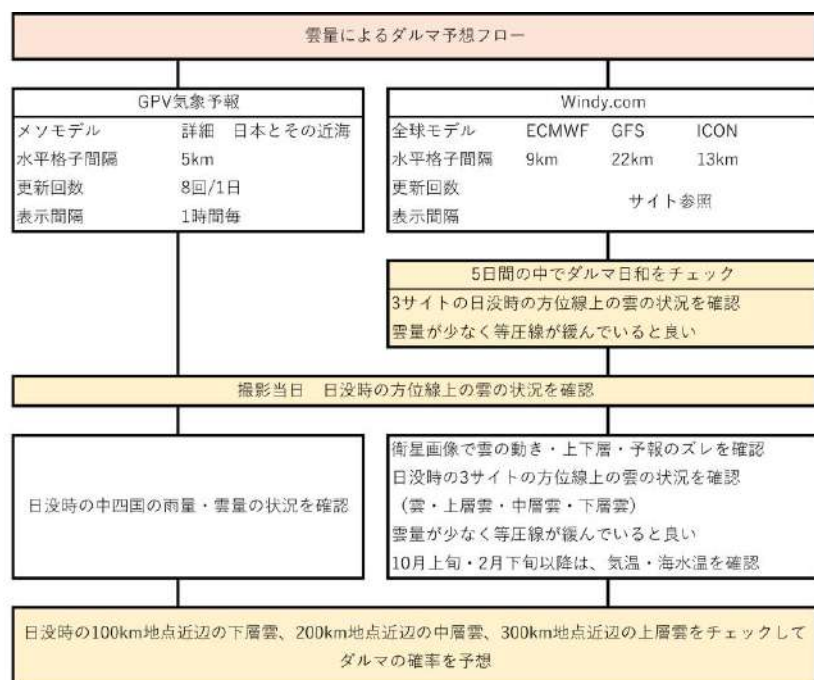 雲量によるダルマ予想フロー
GPV気象予報
メソモデル 詳細 日本とその近海
水平格子間隔 5km
更新回数 8回/1日
表示間隔 1時間毎
Windy.com
全球モデル ECMWF GFS ICON
水平格子間隔 9km 22km 13km
更新回数
表示間隔
サイト参照
5日間の中でダルマ日和をチェック
3サイトの日没時の方位線上の雲の状況を確認
雲量が少なく等圧線が緩んでいると良い
撮影当日 日没時の方位線上の雲の状況を確認
日没時の中四国の雨量・雲量の状況を確認
衛星画像で雲の動き・上下層・予報のズレを確認
日没時の3サイトの方位線上の雲の状況を確認
（雲・上層雲・中層雲・下層雲）
雲量が少なく等圧線が緩んでいると良い
10月上旬・2月下旬以降は、気温・海水温を確認
日没時の100km地点近辺の下層雲、200km地点近辺の中層雲、300km地点近辺の上層雲をチェックして
ダルマの確率を予想